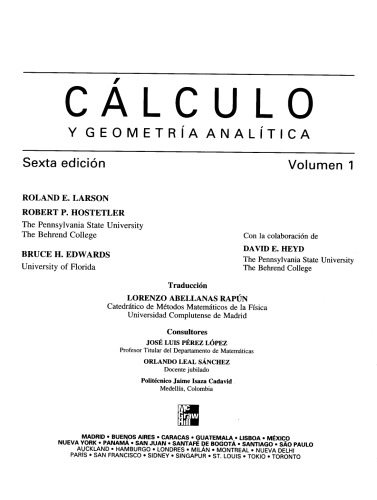 CÁLCULO
Y GEOMETRÍA ANALÍTICA
Sexta edición
Volumen 1
ROLAND E. LARSON
ROBERT P. HOSTETLER
The Pennsylvania State University
The Behrend College
BRUCE H. EDWARDS
University of Florida
Con la colaboración de
DAVID E. HEYD
The Pennsylvania State University
The Behrend College
Traducción
LORENZO ABELLANAS RAPÚN
Catedrático de Métodos Matemáticos de la Física
Universidad Complutense de Madrid
Consultores
JOSÉ LUIS PÉREZ LÓPEZ
Profesor Titular del Departamento de Matemáticas
ORLANDO LEAL SÁNCHEZ
Docente jubilado
Politécnico Jaime Isaza Cadavid
Medellín, Colombia
Mc
Graw
Hill
MADRID • BUENOS AIRES • CARACAS • GUATEMALA • LISBOA • MÉXICO
NUEVA YORK • PANAMÁ • SAN JUAN • SANTAFÉ DE BOGOTÁ • SANTIAGO • SÃO PAULO
AUCKLAND • HAMBURGO • LONDRES • MILÁN • MONTREAL • NUEVA DELHI
PARÍS • SAN FRANCISCO • SIDNEY • SINGAPUR • ST. LOUIS • TOKIO • TORONTO